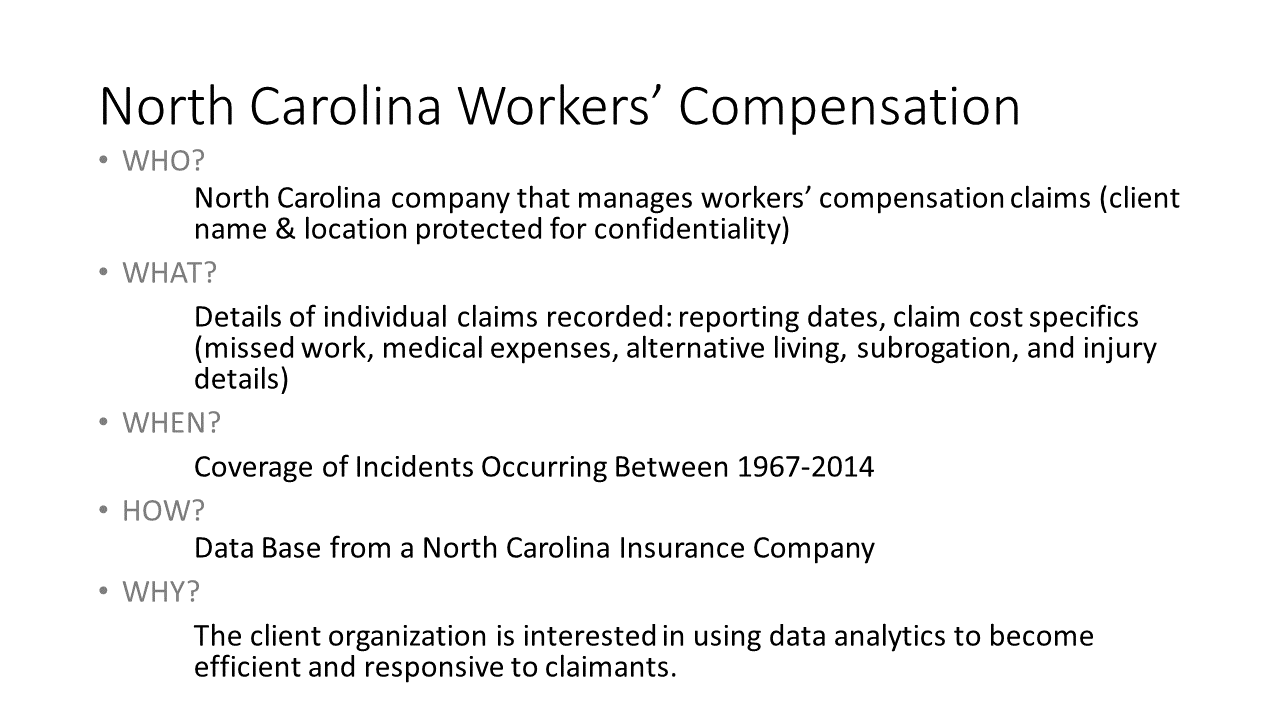 North Carolina Workers’ Compensation
• WHO?
North Carolina company that manages workers’ compensation claims (client
name & location protected for confidentiality)
• WHAT?
Details of individual claims recorded: reporting dates, claim cost specifics
(missed work, medical expenses, alternative living, subrogation, and injury
details)
• WHEN?
Coverage of Incidents Occurring Between 1967-2014
• HOW?
Data Base from a North Carolina Insurance Company
• WHY?
The client organization is interested in using data analytics to become
efficient and responsive to claimants.